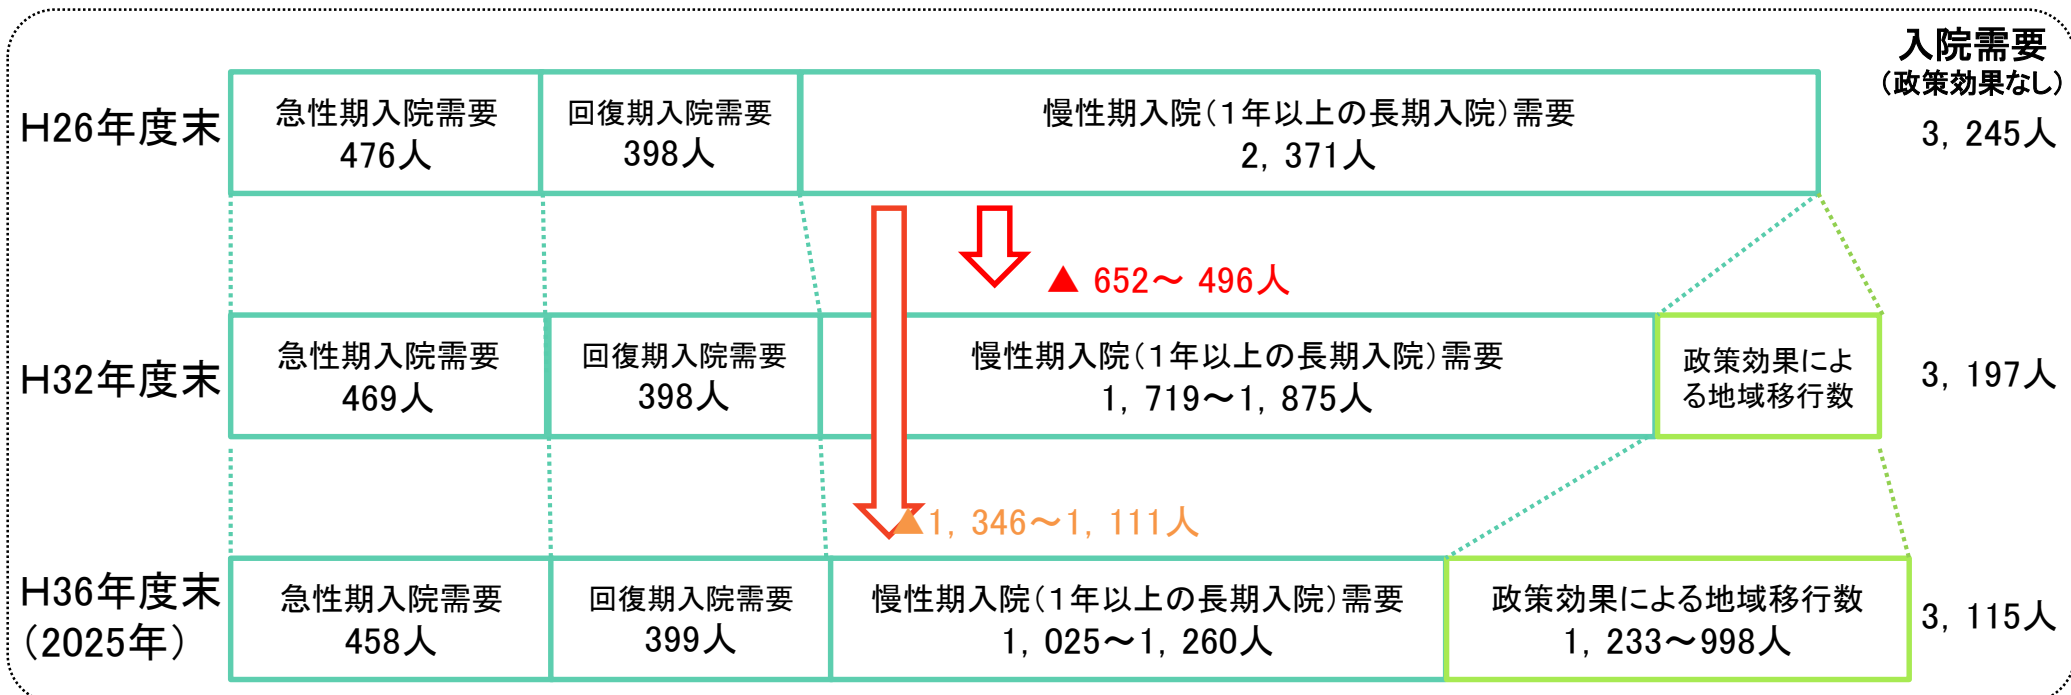 入院需要
(政策効果なし)
H26年度末
急性期入院需要
476人
回復期入院需要
398人
慢性期入院(1年以上の長期入院)需要
2, 371人
3, 245人
▲ 652～ 496人
H32年度末
急性期入院需要
469人
回復期入院需要
398人
慢性期入院(1年以上の長期入院)需要
1, 719～1, 875人
政策効果によ
る地域移行数
3, 197人
▲1, 346～1, 111人
H36年度末
(2025年)
急性期入院需要
458人
回復期入院需要
399人
慢性期入院(1年以上の長期入院)需要
1, 025～1, 260人
政策効果による地域移行数
1, 233～998人
3, 115人